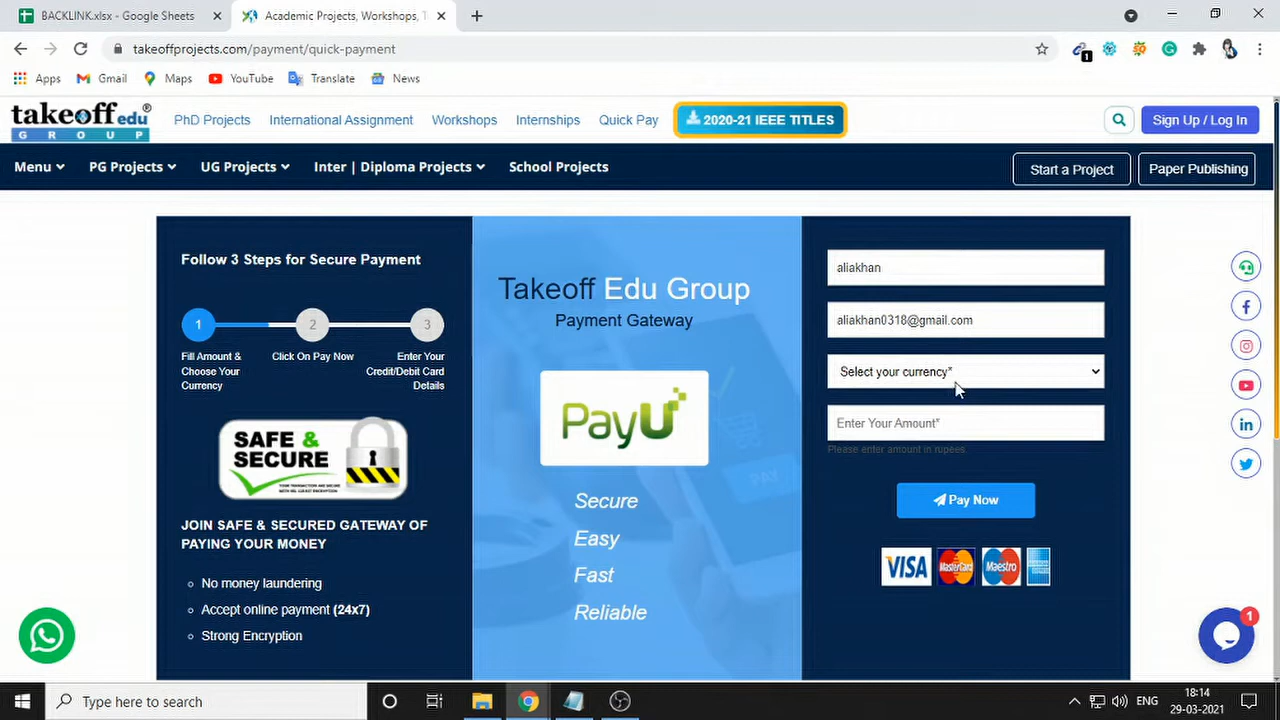 BACKLINK.xlsx - Google Sheets
Academic Projects, Workshops, T
takeoffprojects.com/payment/quick-payment
1
Apps
Gmail
Maps
YouTube
Translate
News
takeoff edu®
GROUP
PhD Projects
International Assignment
Workshops
Internships
Quick Pay
2020-21 IEEE TITLES
Sign Up / Log In
Menu
PG Projects
UG Projects
Inter | Diploma Projects
School Projects
Start a Project
Paper Publishing
Follow 3 Steps for Secure Payment
1
2
3
Fill Amount &
Choose Your
Currency
Click On Pay Now
Enter Your
Credit/Debit Card
Details
SAFE &
SECURE
JOIN SAFE & SECURED GATEWAY OF
PAYING YOUR MONEY
No money laundering
Accept online payment (24x7)
Strong Encryption
Takeoff Edu Group
Payment Gateway
PayU
Secure
Easy
Fast
Reliable
aliakhan
aliakhan0318@gmail.com
Select your currency*
Enter Your Amount*
Please enter amount in rupees
Pay Now
VISA
MasterCard
Maestro
1
Type here to search
ENG
18:14
29-03-2021